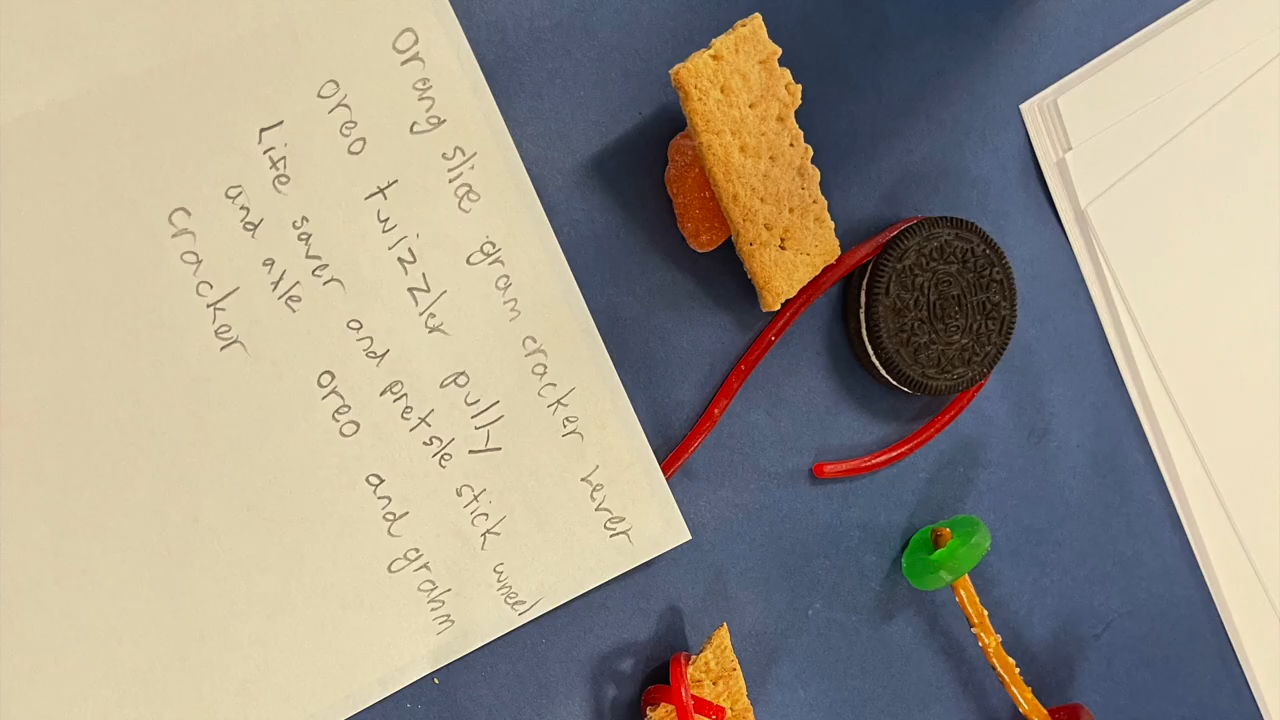 Orang slice gram cracker Lever
oreo twizzler pully
Life saver and pretsle stick wheel
and axle
oreo and grahm
cracker
OREO